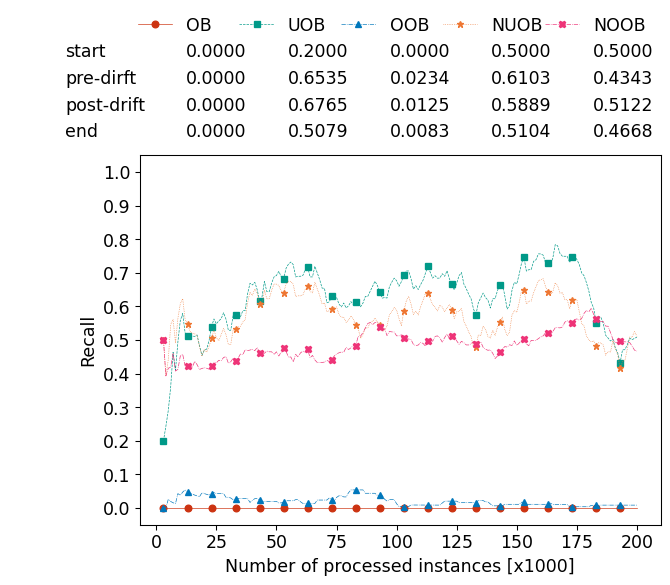 OB UOB OOB NUOB NOOB
start 0.0000 0.2000 0.0000 0.5000 0.5000
pre-dirft 0.0000 0.6535 0.0234 0.6103 0.4343
post-drift 0.0000 0.6765 0.0125 0.5889 0.5122
end 0.0000 0.5079 0.0083 0.5104 0.4668
1.0
0.9
0.8
0.7
0.6
0.5
0.4
0.3
0.2
0.1
0.0
Recall
0 25 50 75 100 125 150 175 200
Number of processed instances [x1000]